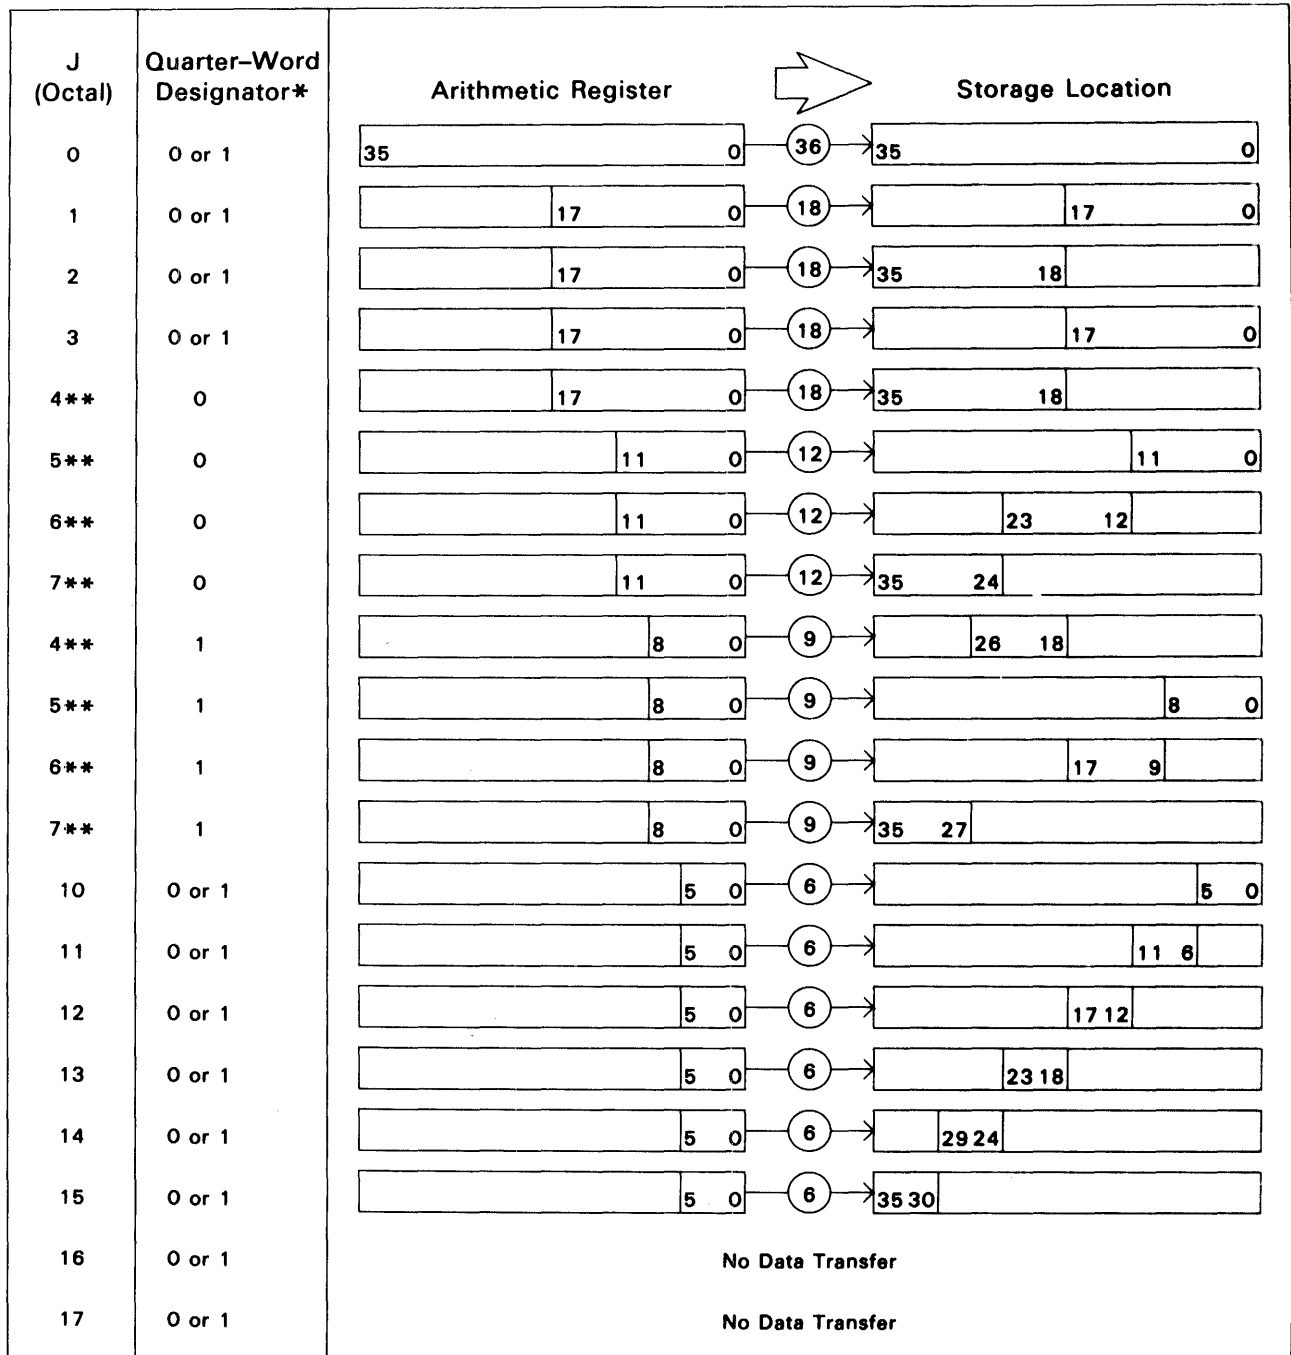 J Quarter–Word
(Octal) Designator* Arithmetic Register Storage Location
0 0 or 1 35 0 36 35 0
1 0 or 1 17 0 18 17 0
2 0 or 1 17 0 18 35 18
3 0 or 1 17 0 18 17 0
4** 0 17 0 18 35 18
5** 0 11 0 12 11 0
6** 0 11 0 12 23 12
7** 0 11 0 12 35 24
4** 1 8 0 9 26 18
5** 1 8 0 9 8 0
6** 1 8 0 9 17 9
7** 1 8 0 9 35 27
10 0 or 1 5 0 6 5 0
11 0 or 1 5 0 6 11 6
12 0 or 1 5 0 6 17 12
13 0 or 1 5 0 6 23 18
14 0 or 1 5 0 6 29 24
15 0 or 1 5 0 6 35 30
16 0 or 1 No Data Transfer
17 0 or 1 No Data Transfer